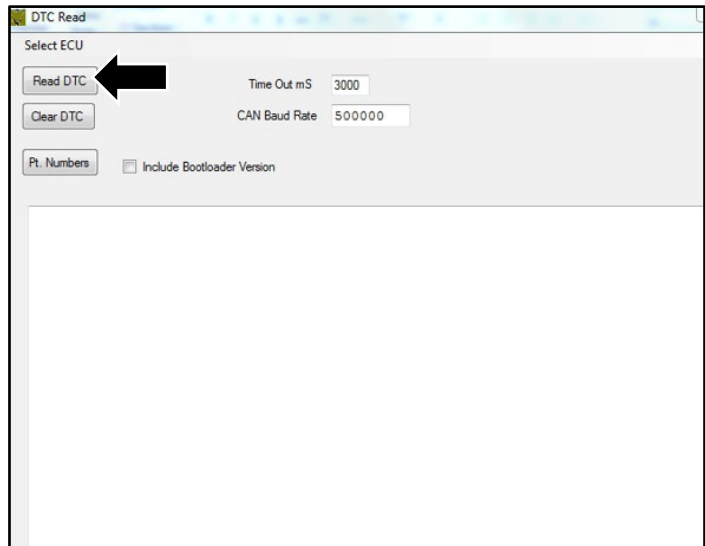 DTC Read
Select ECU
Read DTC
Time Out mS 3000
Clear DTC
CAN Baud Rate 500000
Pt. Numbers
Include Bootloader Version